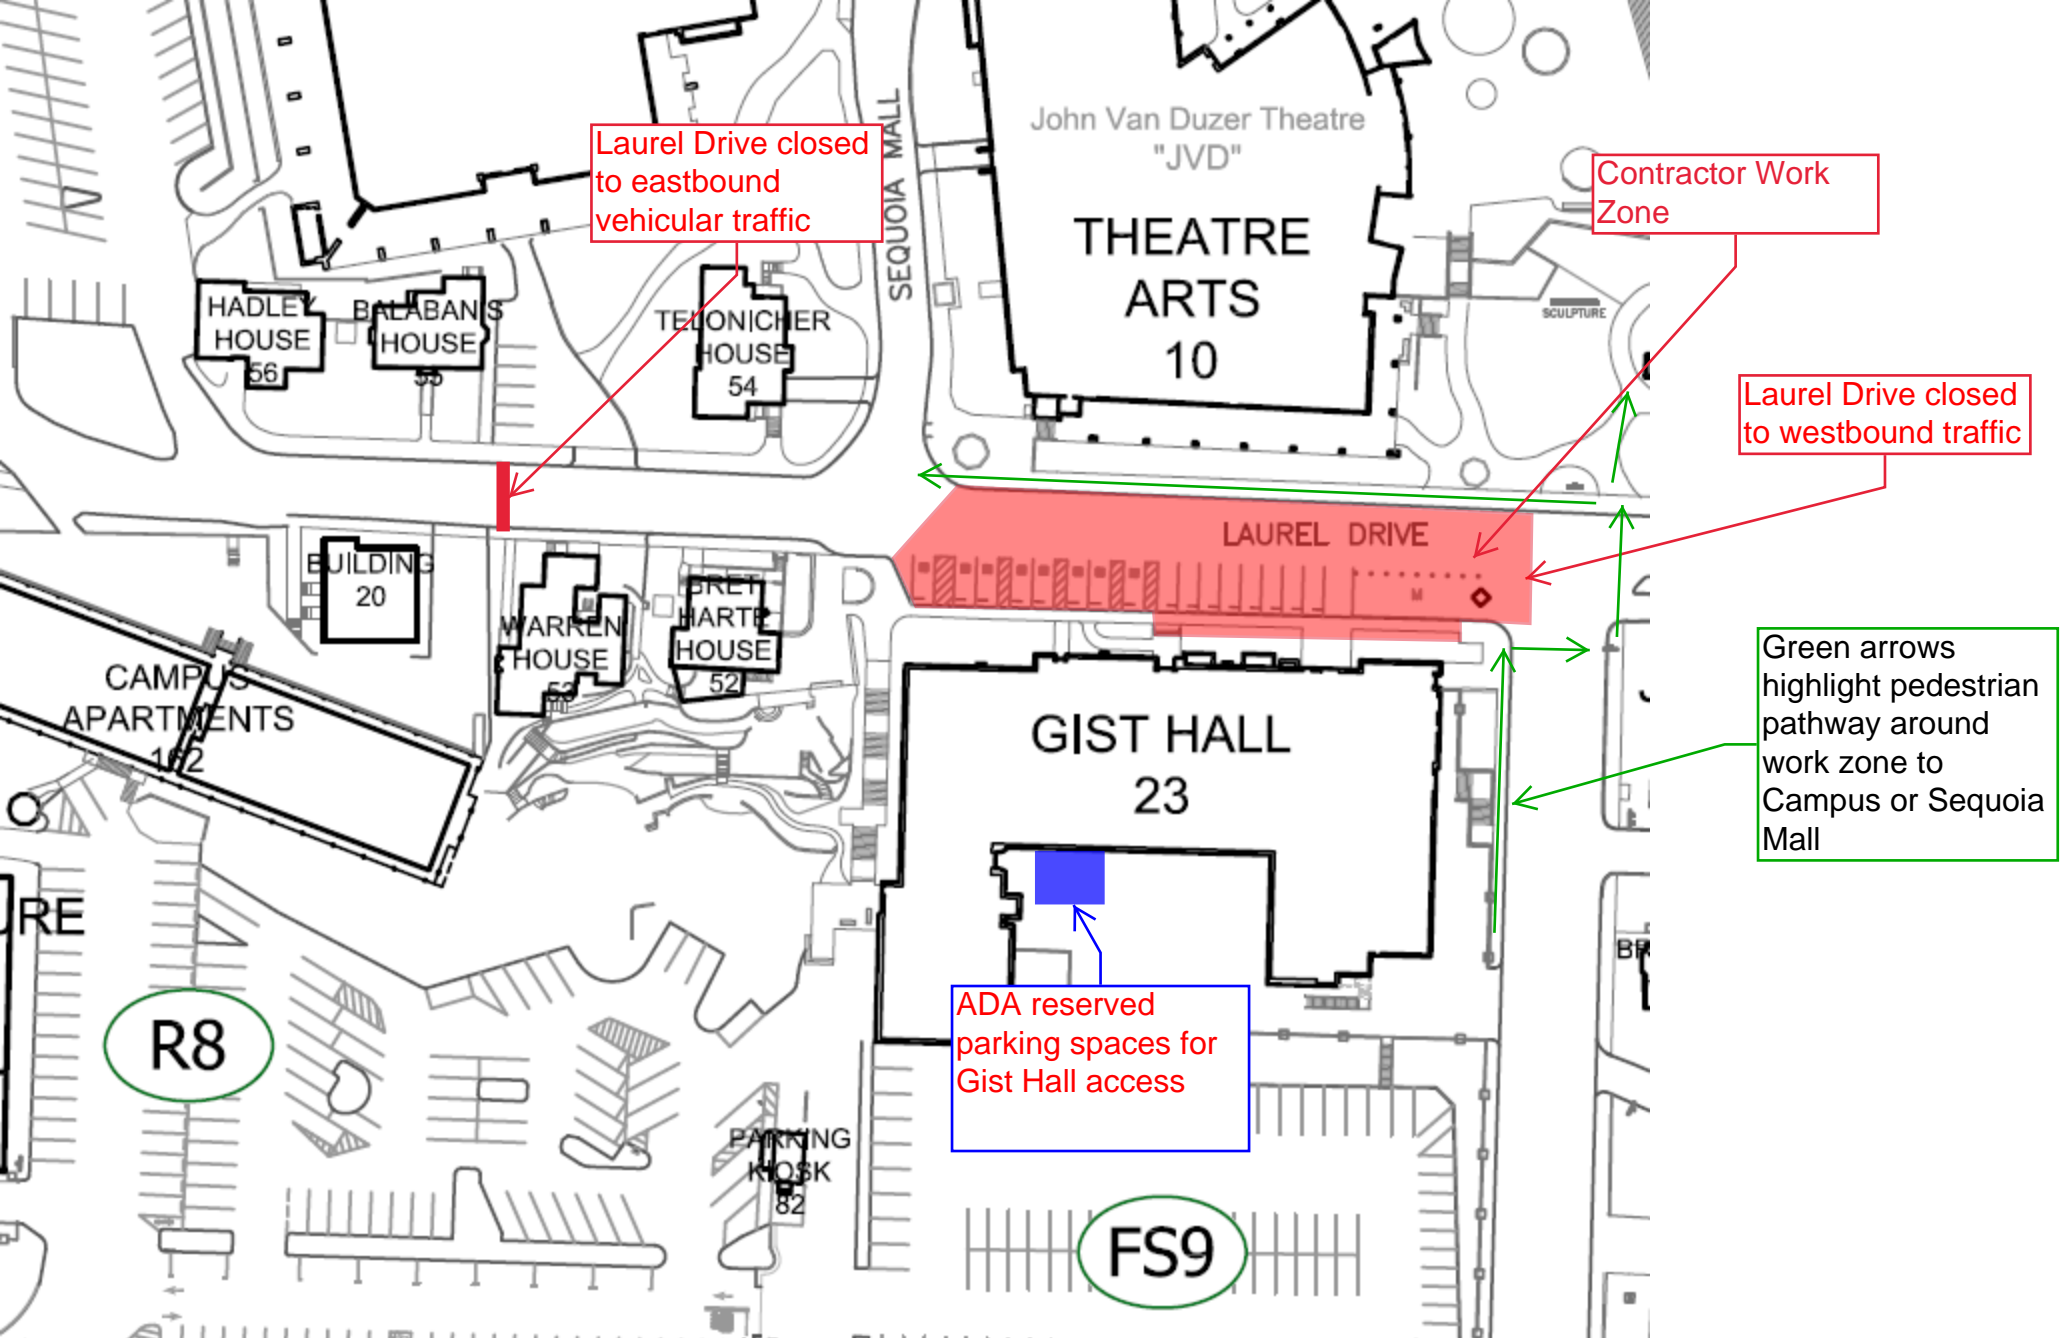 Laurel Drive closed
to eastbound
vehicular traffic
SEQUOIA MALL
John Van Duzer Theatre
"JVD"
THEATRE
ARTS
10
Contractor Work
Zone
SCULPTURE
HADLEY
HOUSE
56
BALABANIS
HOUSE
55
TELONICHER
HOUSE
54
Laurel Drive closed
to westbound traffic
LAUREL DRIVE
M
BUILDING
20
WARREN
HOUSE
53
BRET
HARTE
HOUSE
52
CAMPUS
APARTMENTS
162
GIST HALL
23
Green arrows
highlight pedestrian
pathway around
work zone to
Campus or Sequoia
Mall
RE
BR
ADA reserved
parking spaces for
Gist Hall access
R8
PARKING
KIOSK
82
FS9